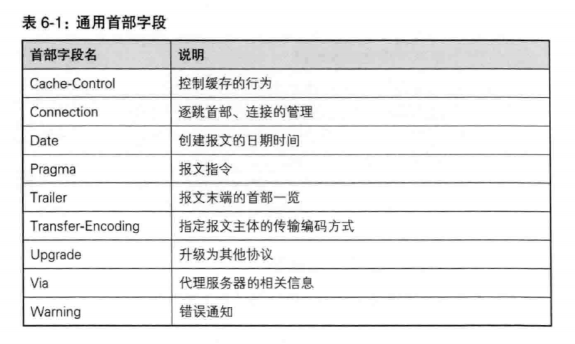 表 6-1：通用首部字段
首部字段名 说明
Cache-Control 控制缓存的行为
Connection 逐跳首部、连接的管理
Date 创建报文的日期时间
Pragma 报文指令
Trailer 报文末端的首部一览
Transfer-Encoding 指定报文主体的传输编码方式
Upgrade 升级为其他协议
Via 代理服务器的相关信息
Warning 错误通知